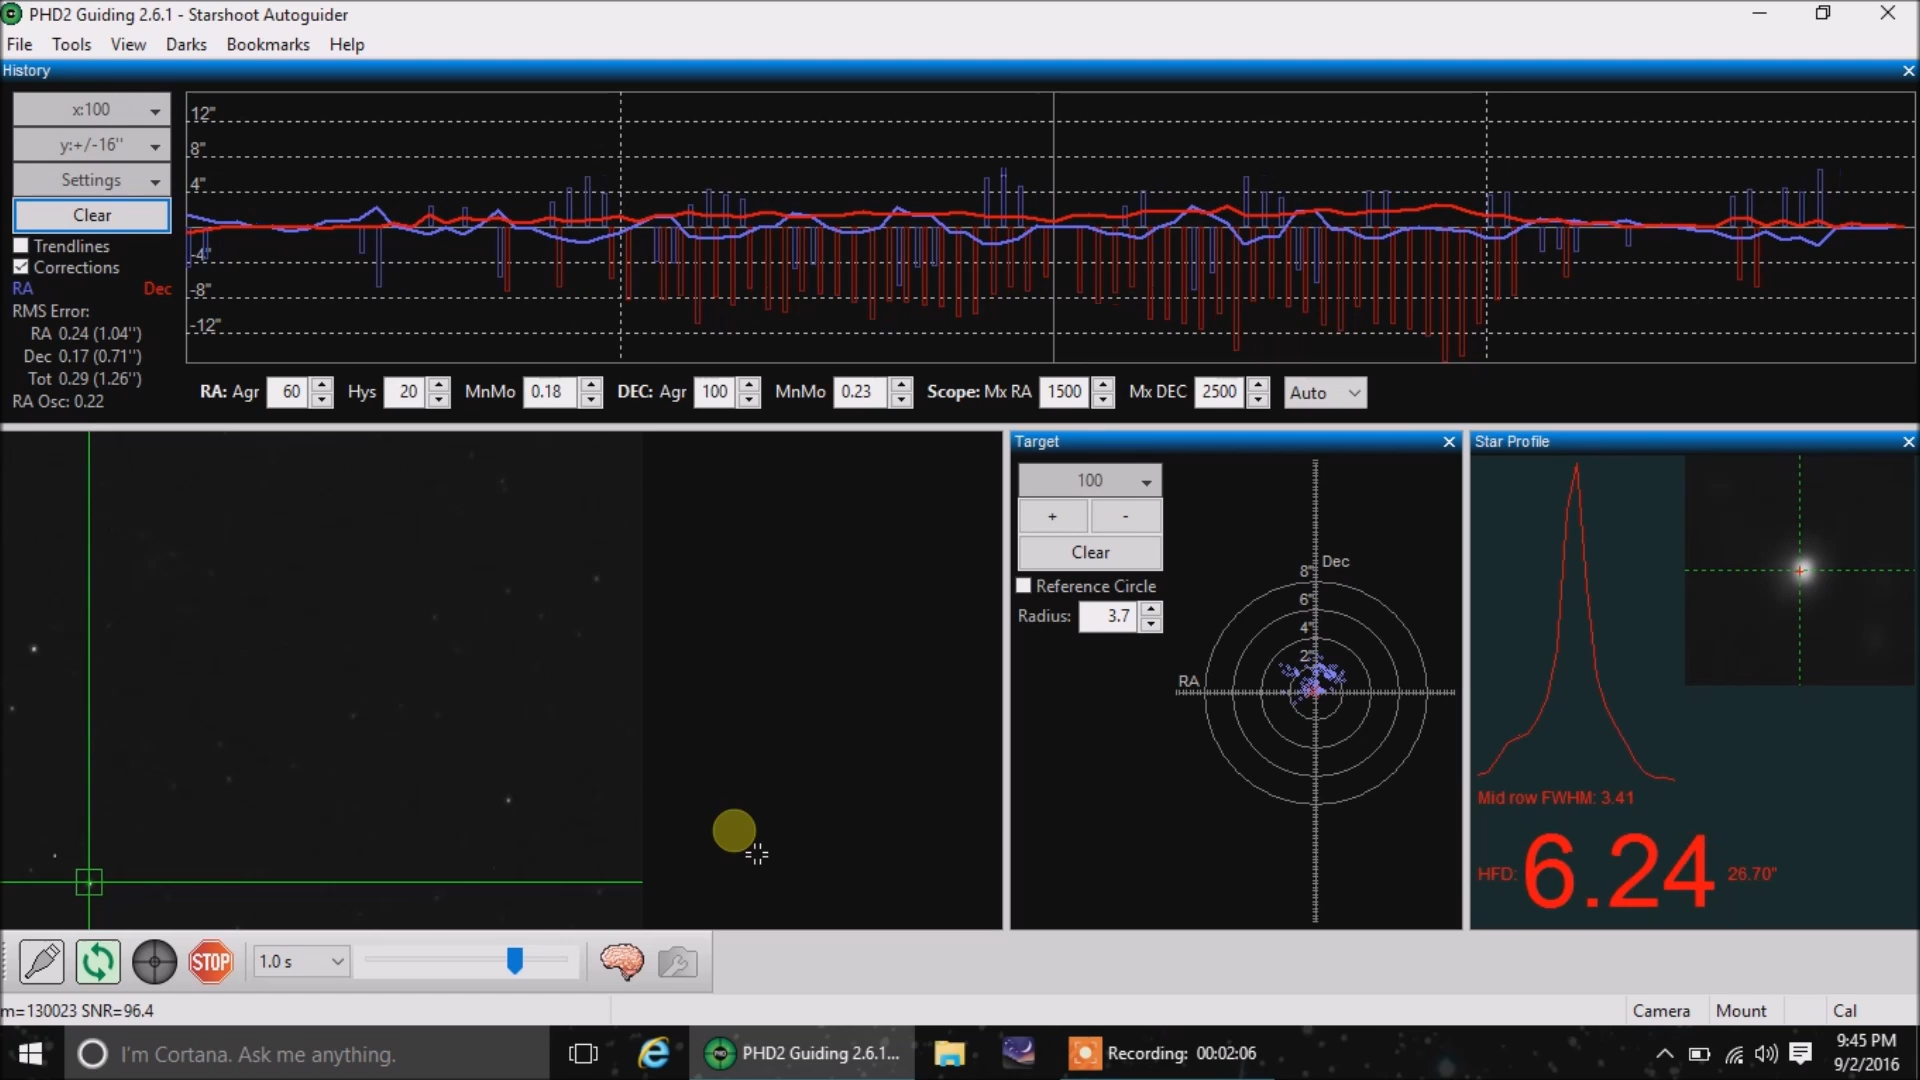 PHD2 Guiding 2.6.1 - Starshoot Autoguider
File Tools View Darks Bookmarks Help
History
x:100
y:+/-16"
Settings
Clear
Trendlines
Corrections
RA Dec
RMS Error:
RA 0.24 (1.04")
Dec 0.17 (0.71")
Tot 0.29 (1.26")
RA Osc: 0.22
12"
8"
4"
-4"
-8"
-12"
RA: Agr 60 Hys 20 MnMo 0.18 DEC: Agr 100 MnMo 0.23 Scope: Mx RA 1500 Mx DEC 2500 Auto
Target
100
+ -
Clear
Reference Circle
Radius: 3.7
Dec
8"
6"
4"
2"
RA
Star Profile
Mid row FWHM: 3.41
HFD: 6.24 26.70"
STOP
1.0 s
m=130023 SNR=96.4
Camera Mount Cal
I'm Cortana. Ask me anything.
PHD2 Guiding 2.6.1...
Recording: 00:02:06
9:45 PM
9/2/2016